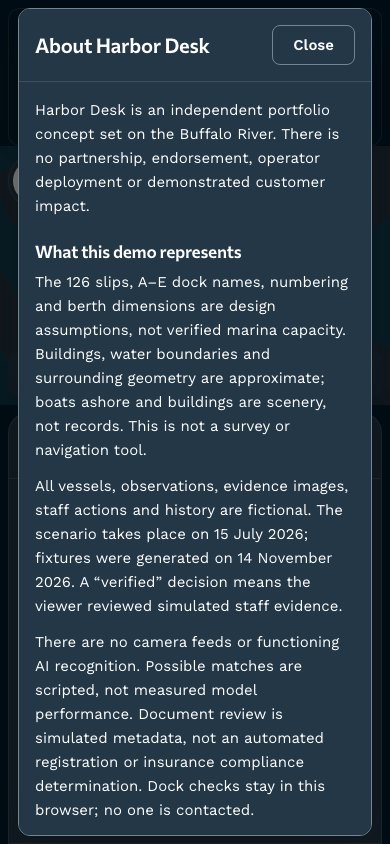 About Harbor Desk
Close
Harbor Desk is an independent portfolio
concept set on the Buffalo River. There is
no partnership, endorsement, operator
deployment or demonstrated customer
impact.
What this demo represents
The 126 slips, A–E dock names, numbering
and berth dimensions are design
assumptions, not verified marina capacity.
Buildings, water boundaries and
surrounding geometry are approximate;
boats ashore and buildings are scenery,
not records. This is not a survey or
navigation tool.
All vessels, observations, evidence images,
staff actions and history are fictional. The
scenario takes place on 15 July 2026;
fixtures were generated on 14 November
2026. A “verified” decision means the
viewer reviewed simulated staff evidence.
There are no camera feeds or functioning
AI recognition. Possible matches are
scripted, not measured model
performance. Document review is
simulated metadata, not an automated
registration or insurance compliance
determination. Dock checks stay in this
browser; no one is contacted.